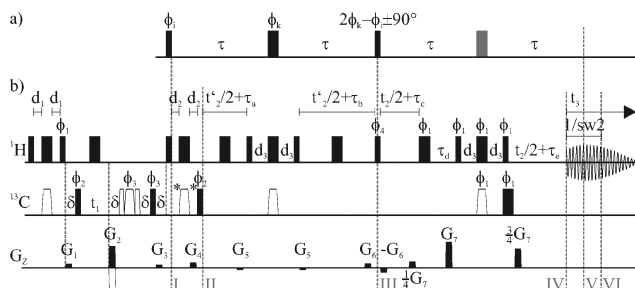 a) ϕi ϕk 2ϕk–ϕi±90°
τ τ τ τ
b) d1 d1 d2 d2 t'2/2+τa t'2/2+τb t2/2+τc t3
ϕ1 ϕ4 ϕ1 ϕ1 ϕ1 ϕ1 1/sw2
1H d3 d3 τd d3 d3 t2/2+τe
ϕ2 ϕ3 ϕ3 * * ϕ2 ϕ1 ϕ1
13C δ t1 δ δ δ
G1 G2 G3 G4 G5 G5 G6 -G6 ¼G7 G7 ¾G7
GZ
I II III IV V VI